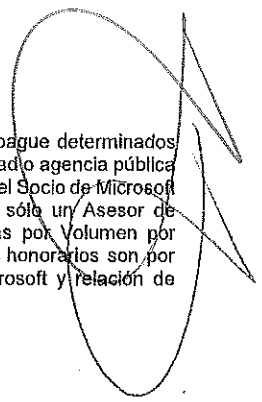 pague determinados
ad o agencia pública
el Socio de Microsoft
sólo un Asesor de
as por Volumen por
honorarios son por
rosoft y relación de